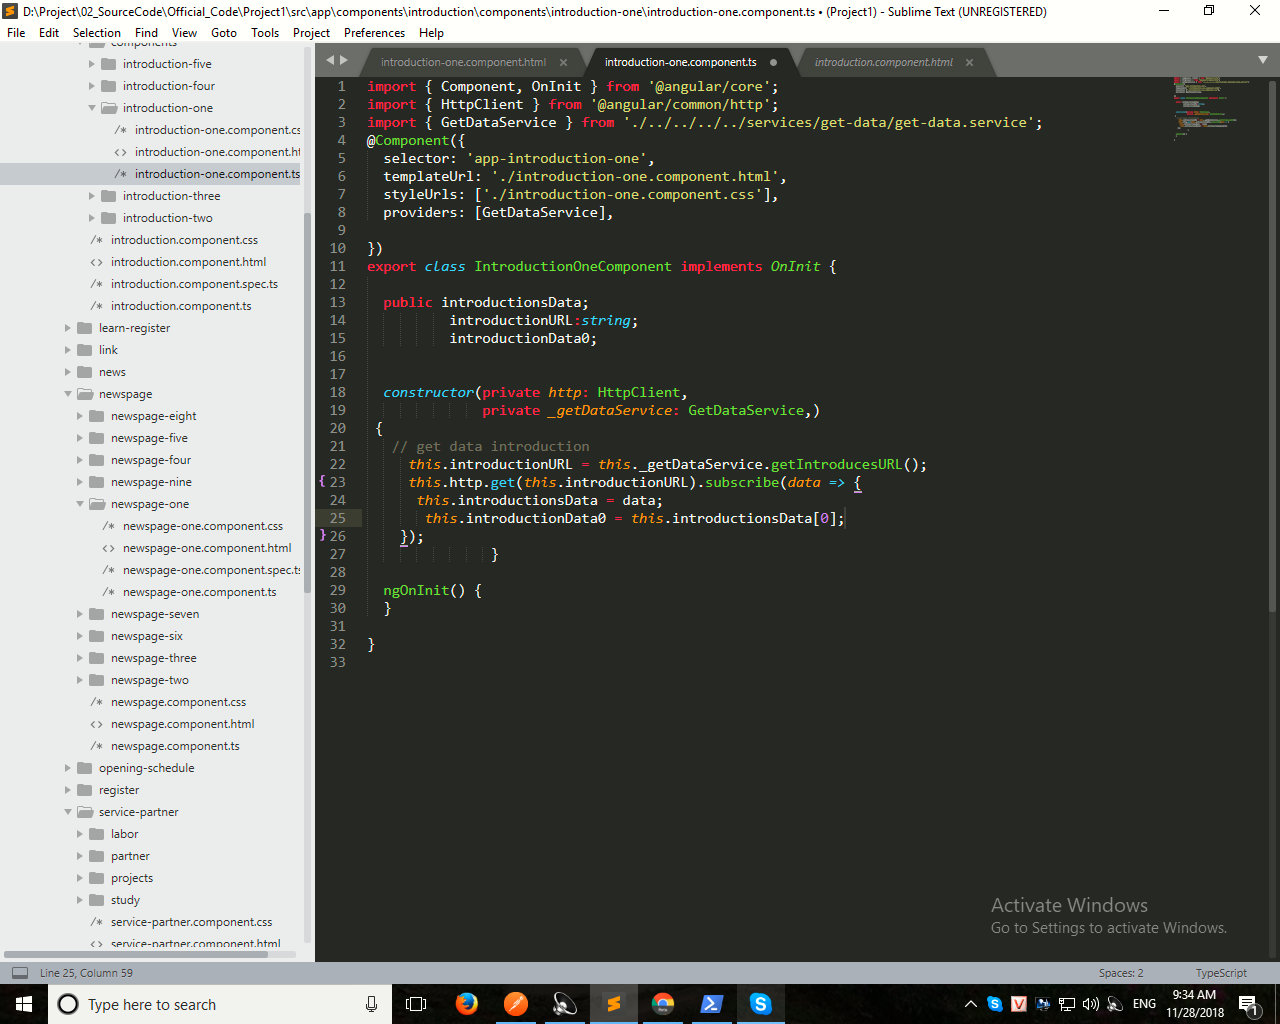 D:\Project\02_SourceCode\Official_Code\Project1\src\app\components\introduction\components\introduction-one\introduction-one.component.ts • (Project1) - Sublime Text (UNREGISTERED)
File Edit Selection Find View Goto Tools Project Preferences Help
components
introduction-five
introduction-four
introduction-one
/* introduction-one.component.cs
<> introduction-one.component.ht
/* introduction-one.component.ts
introduction-three
introduction-two
/* introduction.component.css
<> introduction.component.html
/* introduction.component.spec.ts
/* introduction.component.ts
learn-register
link
news
newspage
newspage-eight
newspage-five
newspage-four
newspage-nine
newspage-one
/* newspage-one.component.css
<> newspage-one.component.html
/* newspage-one.component.spec.ts
/* newspage-one.component.ts
newspage-seven
newspage-six
newspage-three
newspage-two
/* newspage.component.css
<> newspage.component.html
/* newspage.component.ts
opening-schedule
register
service-partner
labor
partner
projects
study
/* service-partner.component.css
<> service-partner.component.html
introduction-one.component.html × introduction-one.component.ts • introduction.component.html ×
1 import { Component, OnInit } from '@angular/core';
2 import { HttpClient } from '@angular/common/http';
3 import { GetDataService } from './../../../../services/get-data/get-data.service';
4 @Component({
5 selector: 'app-introduction-one',
6 templateUrl: './introduction-one.component.html',
7 styleUrls: ['./introduction-one.component.css'],
8 providers: [GetDataService],
9
10 })
11 export class IntroductionOneComponent implements OnInit {
12
13 public introductionsData;
14 introductionURL:string;
15 introductionData0;
16
17
18 constructor(private http: HttpClient,
19 private _getDataService: GetDataService,)
20 {
21 // get data introduction
22 this.introductionURL = this._getDataService.getIntroducesURL();
{ 23 this.http.get(this.introductionURL).subscribe(data => {
24 this.introductionsData = data;
25 this.introductionData0 = this.introductionsData[0];
} 26 });
27 }
28
29 ngOnInit() {
30 }
31
32 }
33
Activate Windows
Go to Settings to activate Windows.
Line 25, Column 59 Spaces: 2 TypeScript
Type here to search
ENG
9:34 AM
11/28/2018
1